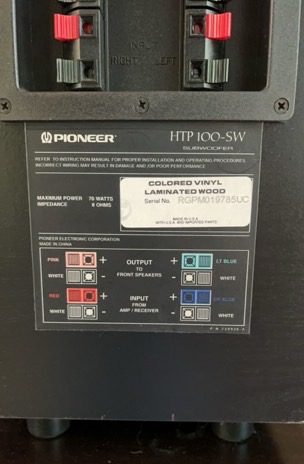 INPUT
RIGHT LEFT
PIONEER HTP 100-SW
SUBWOOFER
REFER TO INSTRUCTION MANUAL FOR PROPER INSTALLATION AND OPERATING PROCEDURES
INCORRECT WIRING MAY RESULT IN DAMAGE AND /OR POOR PERFORMANCE.
COLORED VINYL
LAMINATED WOOD
MAXIMUM POWER 70 WATTS
IMPEDANCE 8 OHMS
Serial No. RGPM019785UC
MADE IN U.S.A.
WITH U.S.A. AND IMPORTED PARTS
PIONEER ELECTRONIC CORPORATION
MADE IN CHINA
PINK + OUTPUT + LT BLUE
TO
WHITE - FRONT SPEAKERS - WHITE
RED + INPUT + DK BLUE
FROM
WHITE - AMP / RECEIVER - WHITE